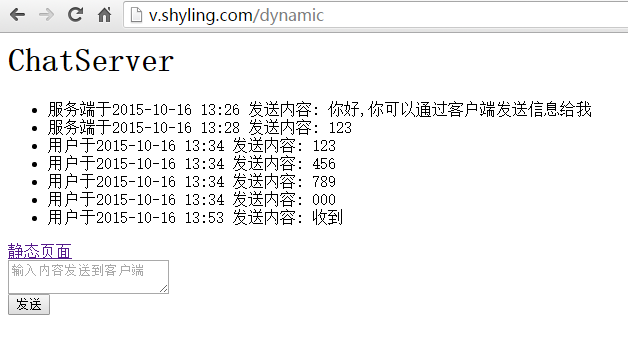 v.shyling.com/dynamic
ChatServer
服务端于2015-10-16 13:26 发送内容: 你好,你可以通过客户端发送信息给我
服务端于2015-10-16 13:28 发送内容: 123
用户于2015-10-16 13:34 发送内容: 123
用户于2015-10-16 13:34 发送内容: 456
用户于2015-10-16 13:34 发送内容: 789
用户于2015-10-16 13:34 发送内容: 000
用户于2015-10-16 13:53 发送内容: 收到
静态页面
输入内容发送到客户端
发送